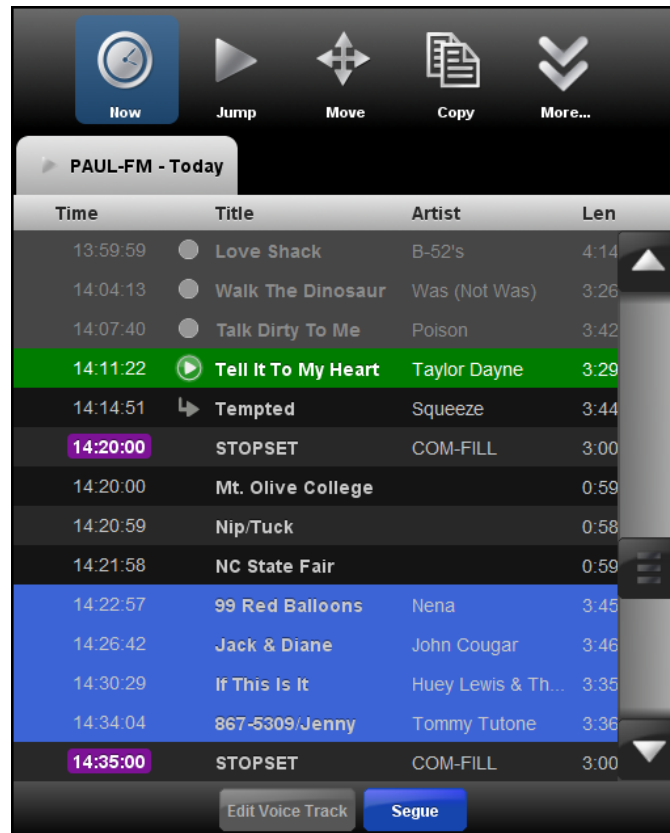 Now Jump Move Copy More...
PAUL-FM - Today
Time Title Artist Len
13:59:59 Love Shack B-52's 4:14
14:04:13 Walk The Dinosaur Was (Not Was) 3:26
14:07:40 Talk Dirty To Me Poison 3:42
14:11:22 Tell It To My Heart Taylor Dayne 3:29
14:14:51 Tempted Squeeze 3:44
14:20:00 STOPSET COM-FILL 3:00
14:20:00 Mt. Olive College 0:59
14:20:59 Nip/Tuck 0:58
14:21:58 NC State Fair 0:59
14:22:57 99 Red Balloons Nena 3:45
14:26:42 Jack & Diane John Cougar 3:46
14:30:29 If This Is It Huey Lewis & Th... 3:35
14:34:04 867-5309/Jenny Tommy Tutone 3:36
14:35:00 STOPSET COM-FILL 3:00
Edit Voice Track Segue